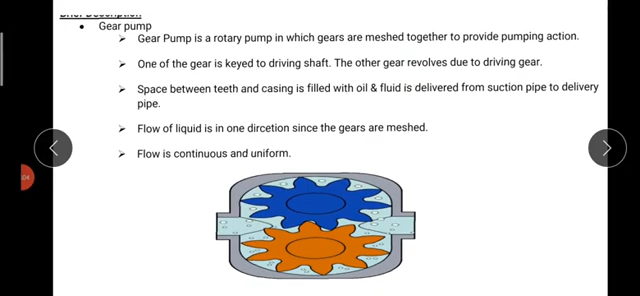 Brief Description
Gear pump
Gear Pump is a rotary pump in which gears are meshed together to provide pumping action.
One of the gear is keyed to driving shaft. The other gear revolves due to driving gear.
Space between teeth and casing is filled with oil & fluid is delivered from suction pipe to delivery
pipe.
Flow of liquid is in one dircetion since the gears are meshed.
Flow is continuous and uniform.